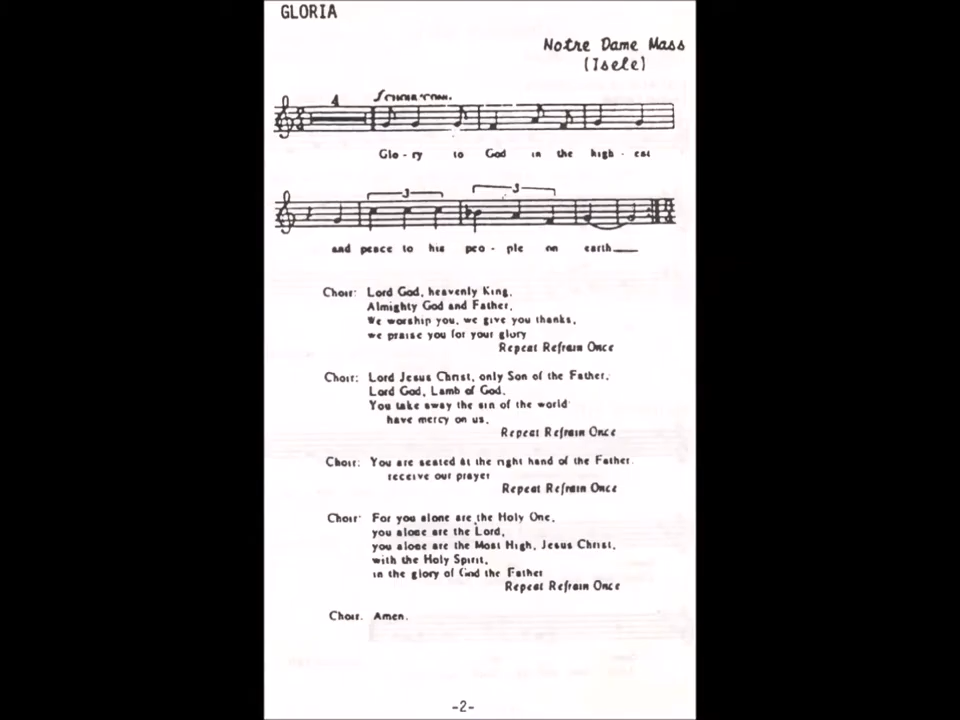 GLORIA
Notre Dame Mass
(Isele)
4
Glo - ry to God in the high - est
3 3
and peace to his peo - ple on earth
Choir: Lord God, heavenly King,
Almighty God and Father,
We worship you, we give you thanks,
we praise you for your glory
Repeat Refrain Once
Choir: Lord Jesus Christ, only Son of the Father,
Lord God, Lamb of God,
You take away the sin of the world
have mercy on us,
Repeat Refrain Once
Choir: You are seated at the right hand of the Father.
receive our prayer
Repeat Refrain Once
Choir: For you alone are the Holy One,
you alone are the Lord,
you alone are the Most High, Jesus Christ,
with the Holy Spirit,
in the glory of God the Father
Repeat Refrain Once
Choir. Amen.
-2-